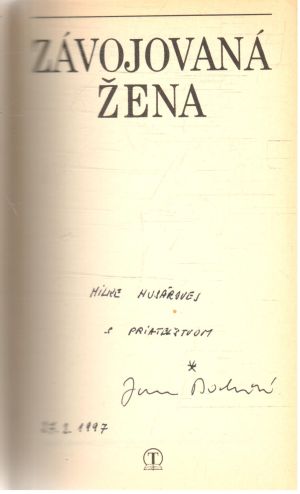 ZÁVOJOVANÁ
ŽENA
MILKE HUSÁROVEJ
S PRIATEĽSTVOM
*
27. 2. 1997
T